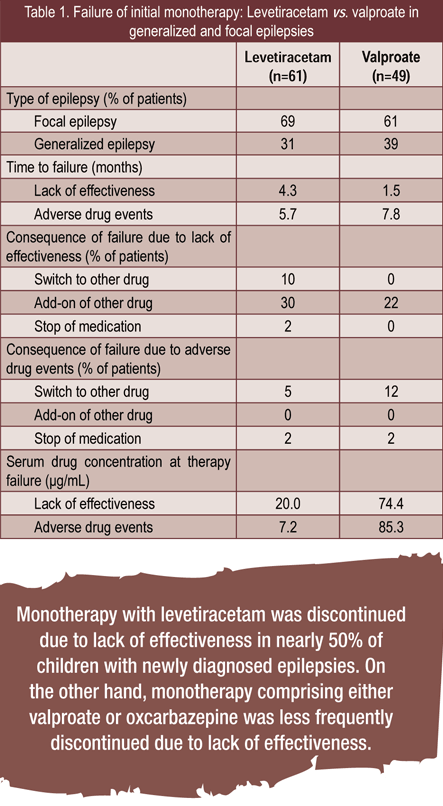 Table 1. Failure of initial monotherapy: Levetiracetam vs. valproate in
generalized and focal epilepsies
Levetiracetam Valproate
(n=61) (n=49)
Type of epilepsy (% of patients)
Focal epilepsy 69 61
Generalized epilepsy 31 39
Time to failure (months)
Lack of effectiveness 4.3 1.5
Adverse drug events 5.7 7.8
Consequence of failure due to lack of
effectiveness (% of patients)
Switch to other drug 10 0
Add-on of other drug 30 22
Stop of medication 2 0
Consequence of failure due to adverse
drug events (% of patients)
Switch to other drug 5 12
Add-on of other drug 0 0
Stop of medication 2 2
Serum drug concentration at therapy
failure (µg/mL)
Lack of effectiveness 20.0 74.4
Adverse drug events 7.2 85.3
Monotherapy with levetiracetam was discontinued
due to lack of effectiveness in nearly 50% of
children with newly diagnosed epilepsies. On
the other hand, monotherapy comprising either
valproate or oxcarbazepine was less frequently
discontinued due to lack of effectiveness.